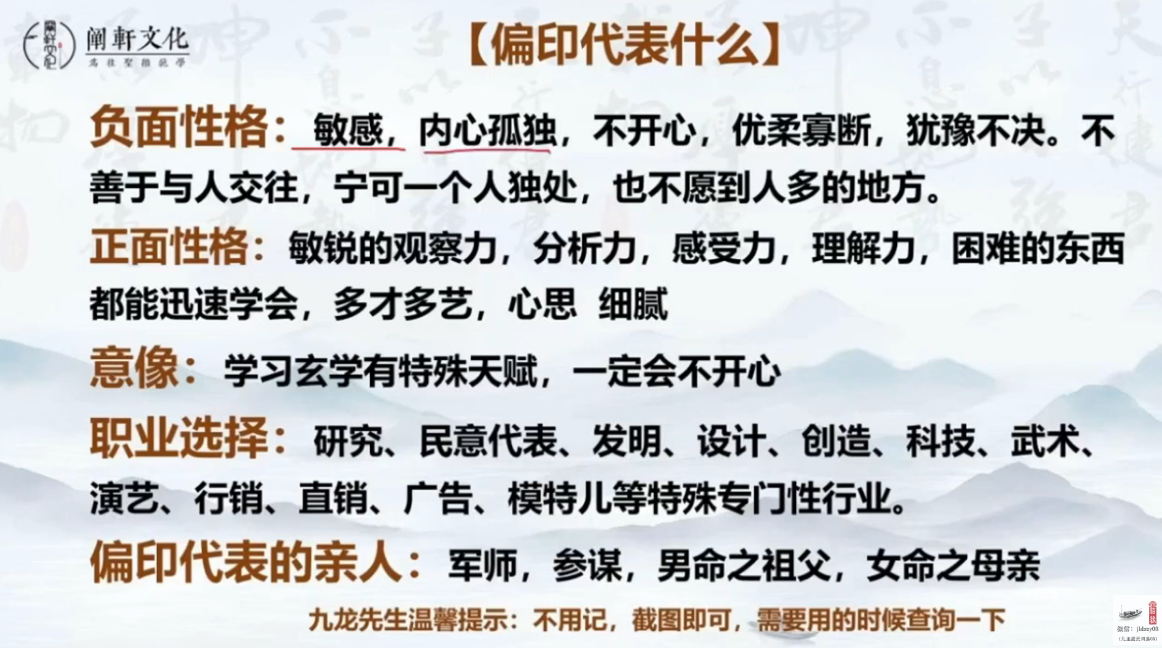 闡軒文化
為往聖繼絕學
【偏印代表什么】
负面性格：敏感，内心孤独，不开心，优柔寡断，犹豫不决。不
善于与人交往，宁可一个人独处，也不愿到人多的地方。
正面性格：敏锐的观察力，分析力，感受力，理解力，困难的东西
都能迅速学会，多才多艺，心思 细腻
意像：学习玄学有特殊天赋，一定会不开心
职业选择：研究、民意代表、发明、设计、创造、科技、武术、
演艺、行销、直销、广告、模特儿等特殊专门性行业。
偏印代表的亲人：军师，参谋，男命之祖父，女命之母亲
九龙先生温馨提示：不用记，截图即可，需要用的时候查询一下